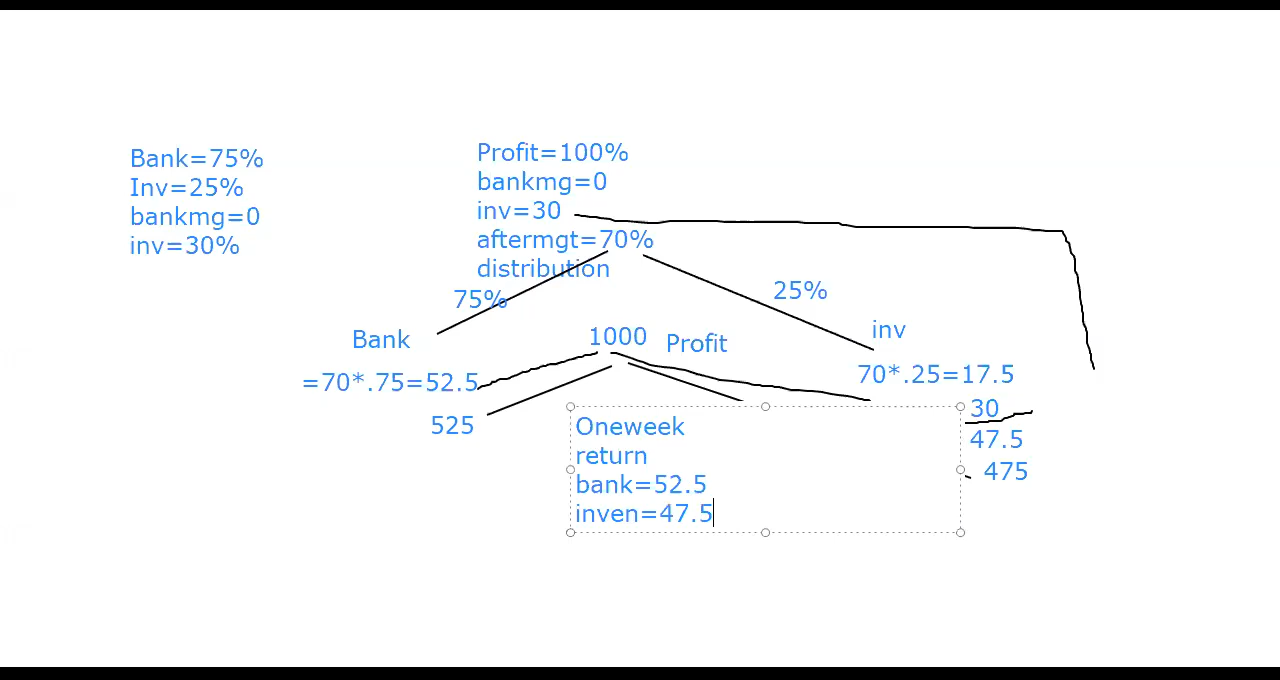 Bank=75%
Inv=25%
bankmg=0
inv=30%
Profit=100%
bankmg=0
inv=30
aftermgt=70%
distribution
75%
25%
Bank
1000
Profit
inv
=70*.75=52.5
70*.25=17.5
525
30
47.5
475
Oneweek
return
bank=52.5
inven=47.5